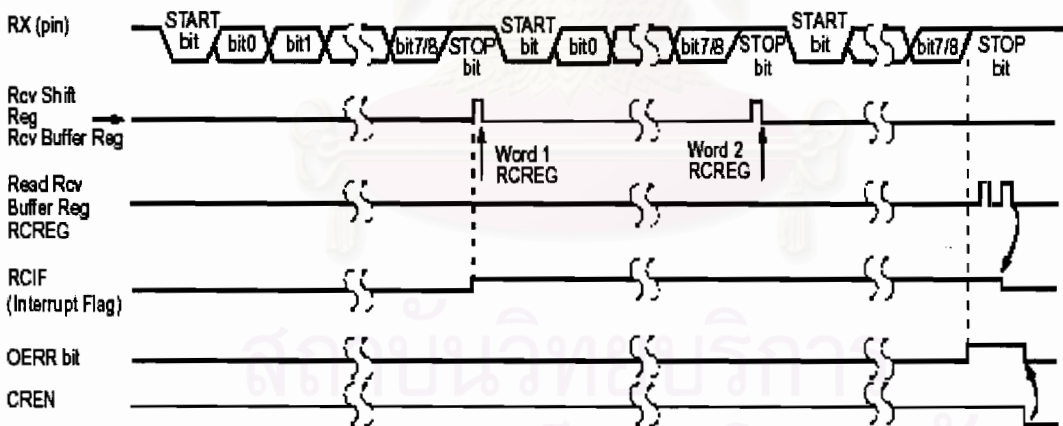 RX (pin)
START bit
bit0
bit1
bit7/8
STOP bit
START bit
bit0
bit7/8
STOP bit
START bit
bit7/8
STOP bit
Rcv Shift
Reg
Rcv Buffer Reg
Word 1
RCREG
Word 2
RCREG
Read Rcv
Buffer Reg
RCREG
RCIF
(Interrupt Flag)
OERR bit
CREN